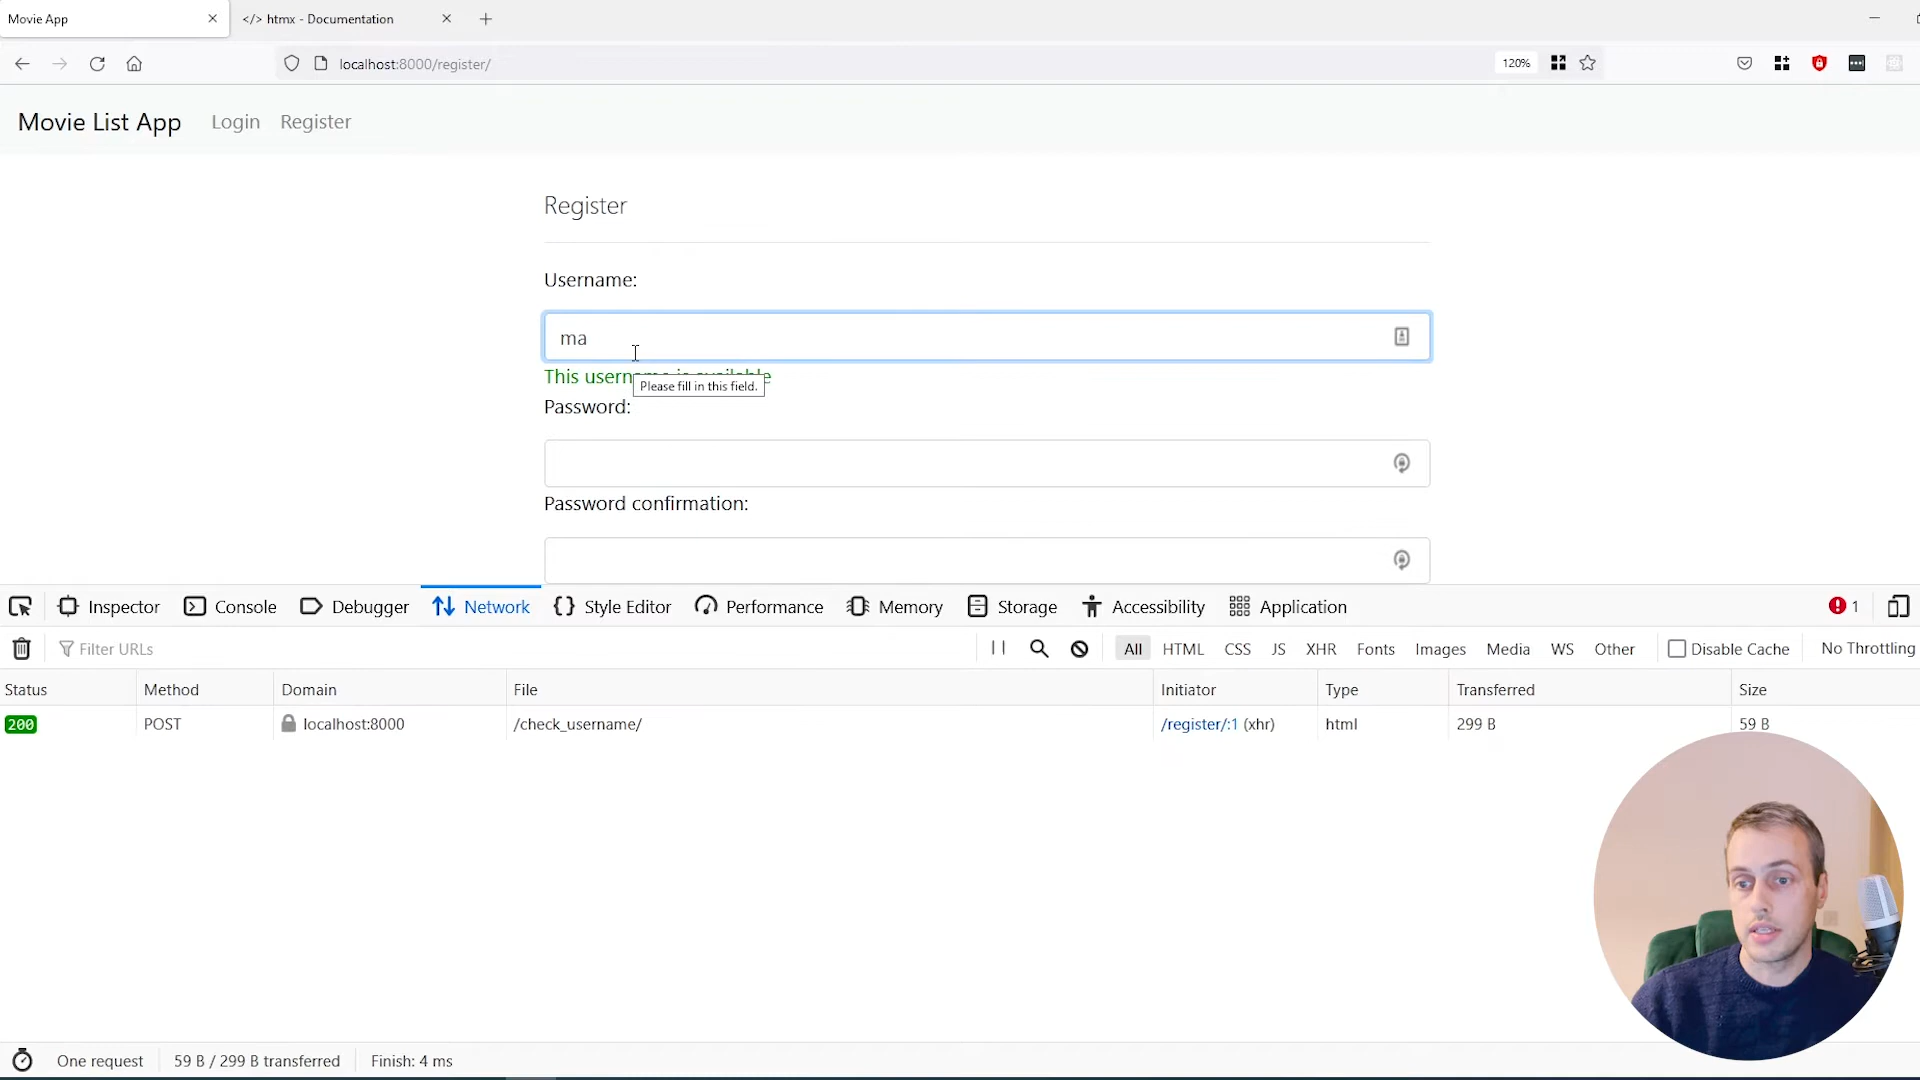 Movie App
</> htmx - Documentation
localhost:8000/register/
120%
Movie List App Login Register
Register
Username:
ma
This username is available
Please fill in this field.
Password:
Password confirmation:
Inspector Console Debugger Network Style Editor Performance Memory Storage Accessibility Application 1
Filter URLs All HTML CSS JS XHR Fonts Images Media WS Other Disable Cache No Throttling
Status Method Domain File Initiator Type Transferred Size
200 POST localhost:8000 /check_username/ /register/:1 (xhr) html 299 B 59 B
One request 59 B / 299 B transferred Finish: 4 ms